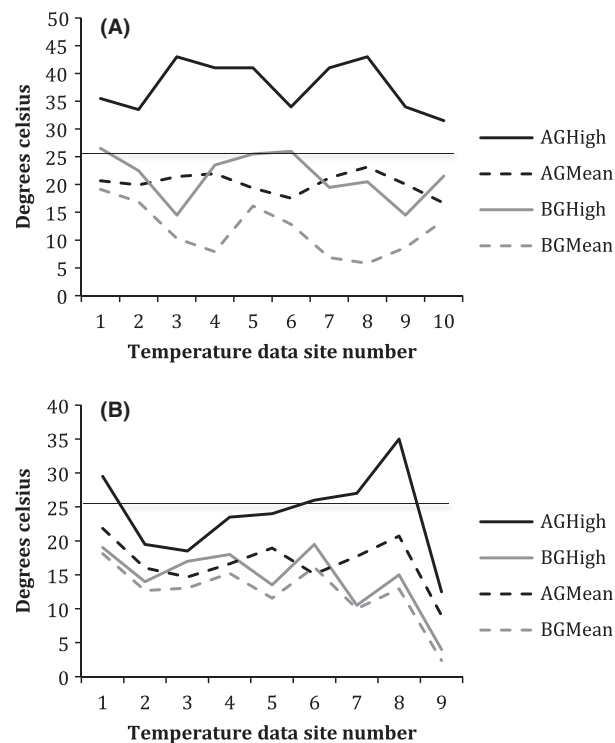 (A)
50
45
40
35
30
25
20
15
10
5
0
Degrees celsius
1 2 3 4 5 6 7 8 9 10
Temperature data site number
AGHigh
AGMean
BGHigh
BGMean
(B)
40
35
30
25
20
15
10
5
0
Degrees celsius
1 2 3 4 5 6 7 8 9
Temperature data site number
AGHigh
BGHigh
AGMean
BGMean